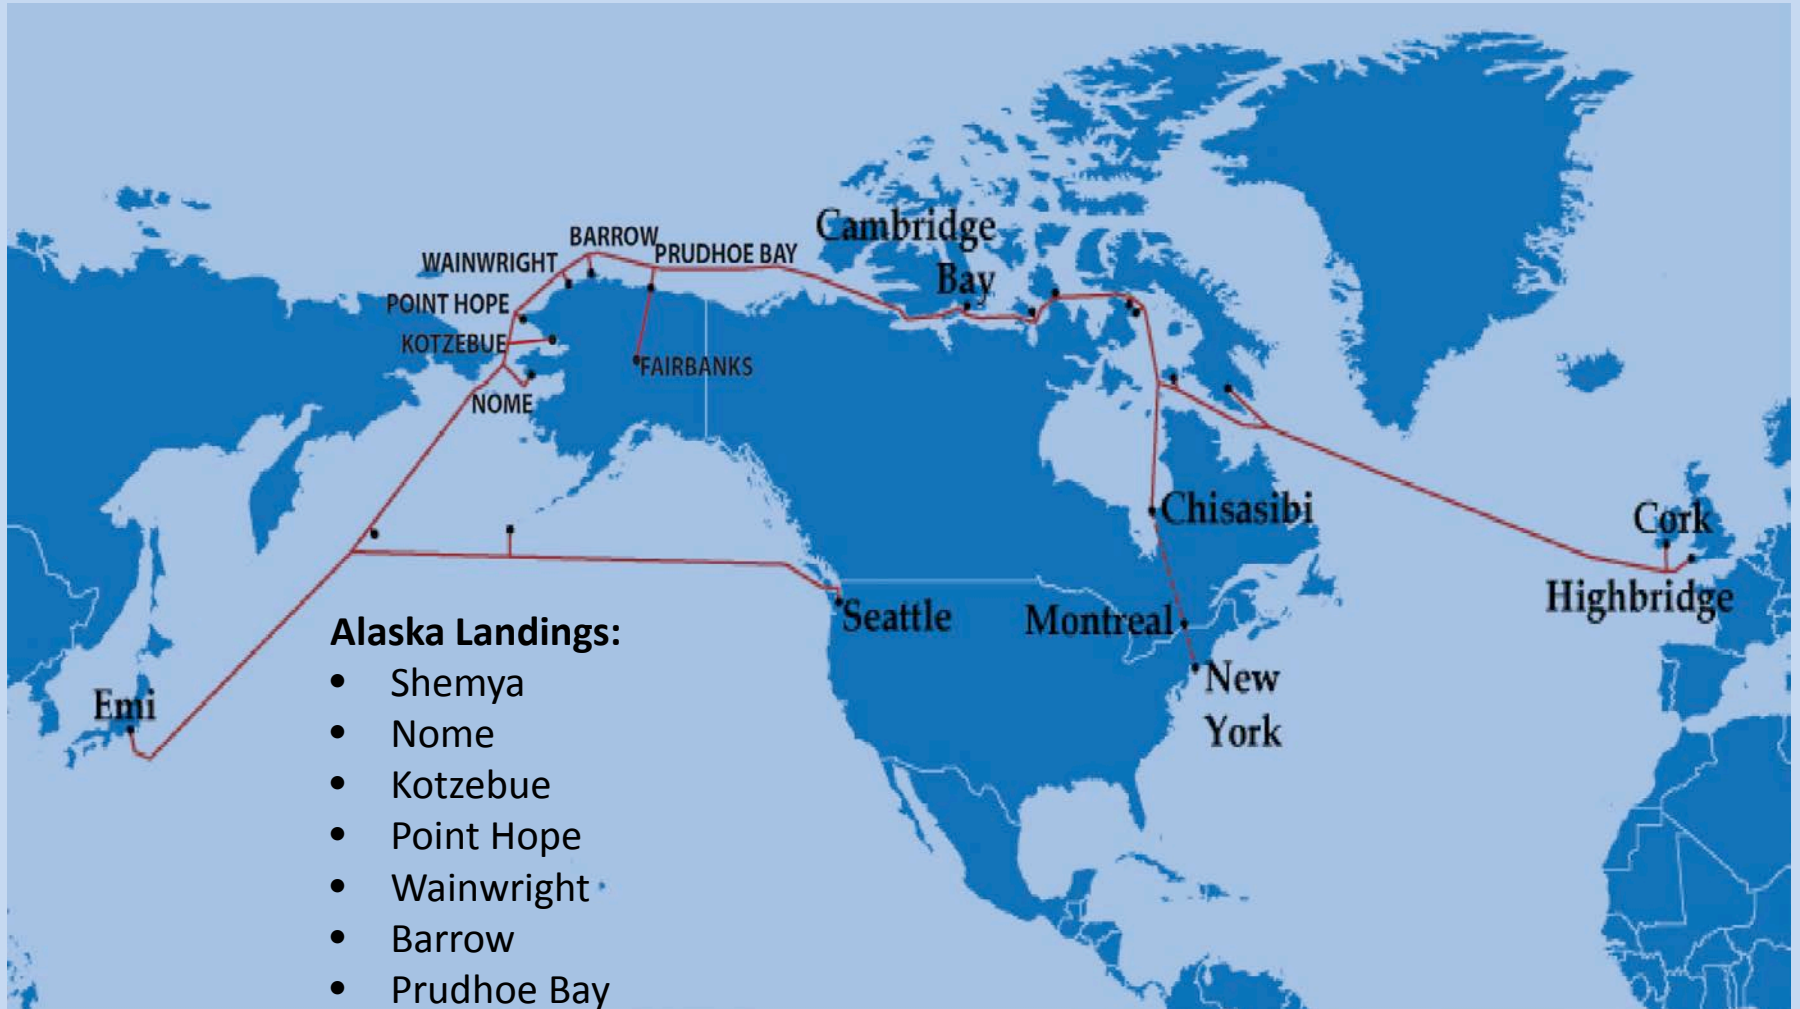 BARROW
WAINWRIGHT
PRUDHOE BAY
POINT HOPE
KOTZEBUE
FAIRBANKS
NOME
Cambridge
Bay
Chisasibi
Cork
Highbridge
Seattle
Montreal
New
York
Emi
Alaska Landings:
• Shemya
• Nome
• Kotzebue
• Point Hope
• Wainwright
• Barrow
• Prudhoe Bay